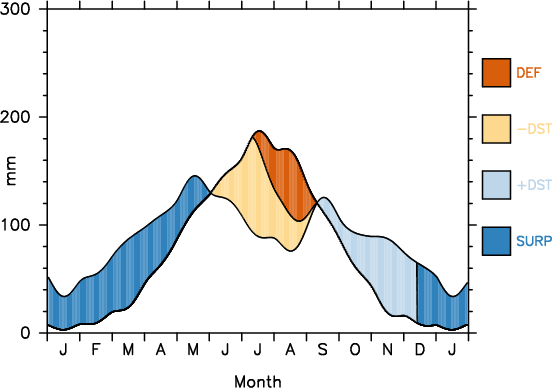 300
200
100
0
mm
J F M A M J J A S O N D J
Month
DEF
−DST
+DST
SURP